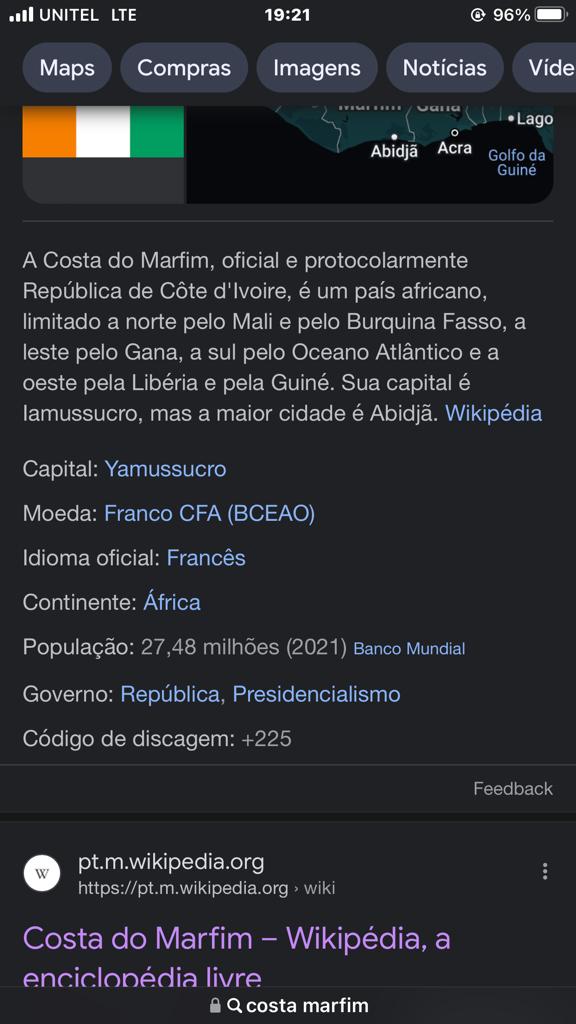 UNITEL LTE 19:21 96%
Maps Compras Imagens Notícias Víde
Marfim Gana
Lago
Abidjã Acra
Golfo da
Guiné
A Costa do Marfim, oficial e protocolarmente
República de Côte d'Ivoire, é um país africano,
limitado a norte pelo Mali e pelo Burquina Fasso, a
leste pelo Gana, a sul pelo Oceano Atlântico e a
oeste pela Libéria e pela Guiné. Sua capital é
Iamussucro, mas a maior cidade é Abidjã. Wikipédia
Capital: Yamussucro
Moeda: Franco CFA (BCEAO)
Idioma oficial: Francês
Continente: África
População: 27,48 milhões (2021) Banco Mundial
Governo: República, Presidencialismo
Código de discagem: +225
Feedback
W
pt.m.wikipedia.org
https://pt.m.wikipedia.org › wiki
Costa do Marfim – Wikipédia, a
enciclopédia livre
costa marfim